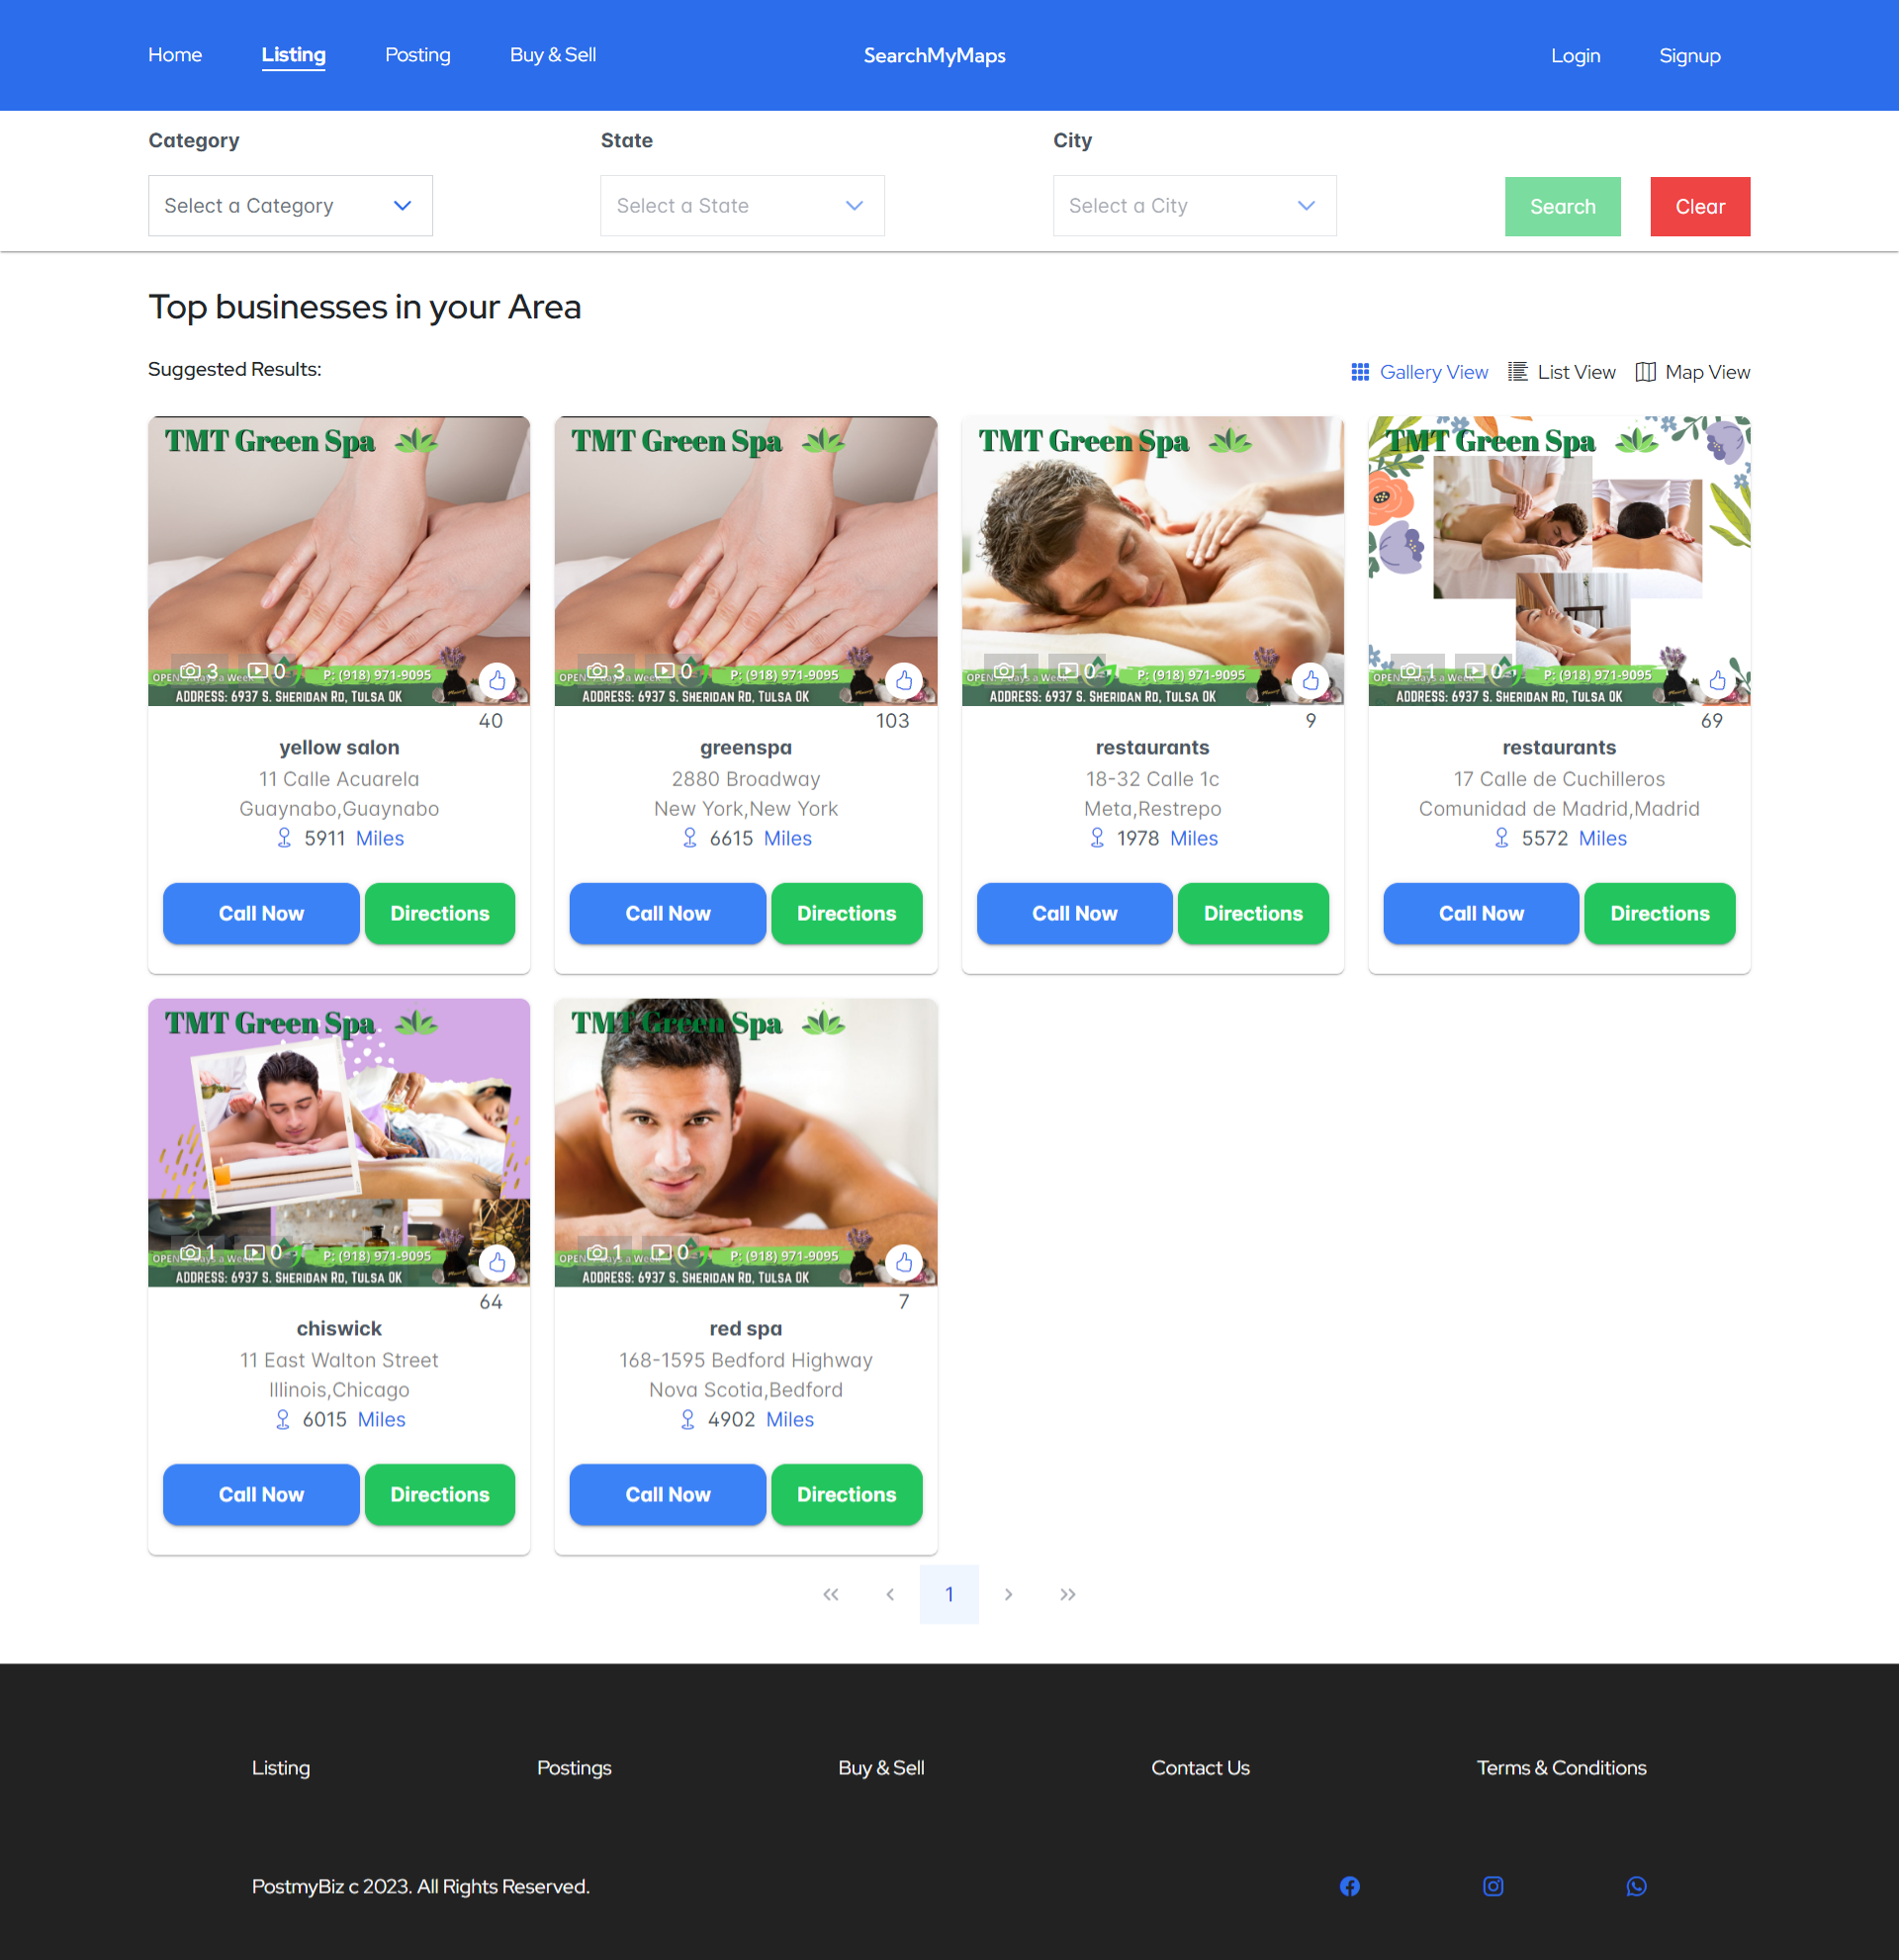 Home
Listing
Posting
Buy & Sell
SearchMyMaps
Login
Signup
Category
State
City
Select a Category
Select a State
Select a City
Search
Clear
Top businesses in your Area
Suggested Results:
Gallery View
List View
Map View
TMT Green Spa
3
0
P: (918) 971-9095
ADDRESS: 6937 S. SHERIDAN RD, TULSA OK
40
yellow salon
11 Calle Acuarela
Guaynabo,Guaynabo
5911 Miles
Call Now
Directions
TMT Green Spa
3
0
P: (918) 971-9095
ADDRESS: 6937 S. SHERIDAN RD, TULSA OK
103
greenspa
2880 Broadway
New York,New York
6615 Miles
Call Now
Directions
TMT Green Spa
1
0
P: (918) 971-9095
ADDRESS: 6937 S. SHERIDAN RD, TULSA OK
9
restaurants
18-32 Calle 1c
Meta,Restrepo
1978 Miles
Call Now
Directions
TMT Green Spa
1
0
P: (918) 971-9095
ADDRESS: 6937 S. SHERIDAN RD, TULSA OK
69
restaurants
17 Calle de Cuchilleros
Comunidad de Madrid,Madrid
5572 Miles
Call Now
Directions
TMT Green Spa
1
0
P: (918) 971-9095
ADDRESS: 6937 S. SHERIDAN RD, TULSA OK
64
chiswick
11 East Walton Street
Illinois,Chicago
6015 Miles
Call Now
Directions
TMT Green Spa
1
0
P: (918) 971-9095
ADDRESS: 6937 S. SHERIDAN RD, TULSA OK
7
red spa
168-1595 Bedford Highway
Nova Scotia,Bedford
4902 Miles
Call Now
Directions
1
Listing
Postings
Buy & Sell
Contact Us
Terms & Conditions
PostmyBiz c 2023. All Rights Reserved.